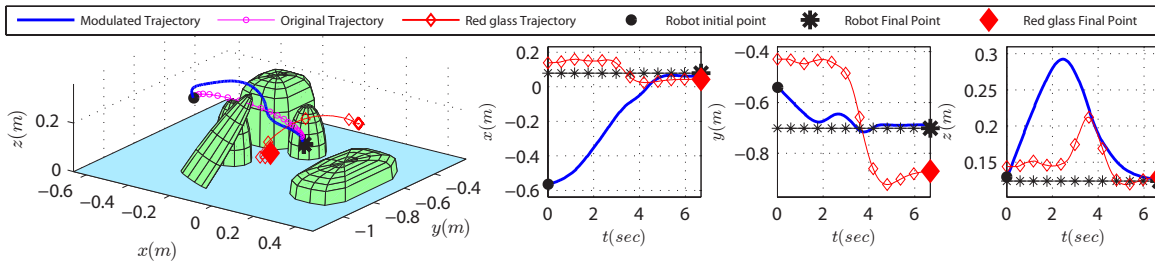 Modulated Trajectory Original Trajectory Red glass Trajectory Robot initial point Robot Final Point Red glass Final Point
z(m)
0.2
0
−0.6
−0.4
−0.2
0
0.2
0.4
x(m)
−1
−0.8
−0.6
−0.4
y(m)
x(m)
0.2
0
−0.2
−0.4
−0.6
0 2 4 6
t(sec)
y(m)
−0.4
−0.6
−0.8
0 2 4 6
t(sec)
z(m)
0.3
0.25
0.2
0.15
0 2 4 6
t(sec)